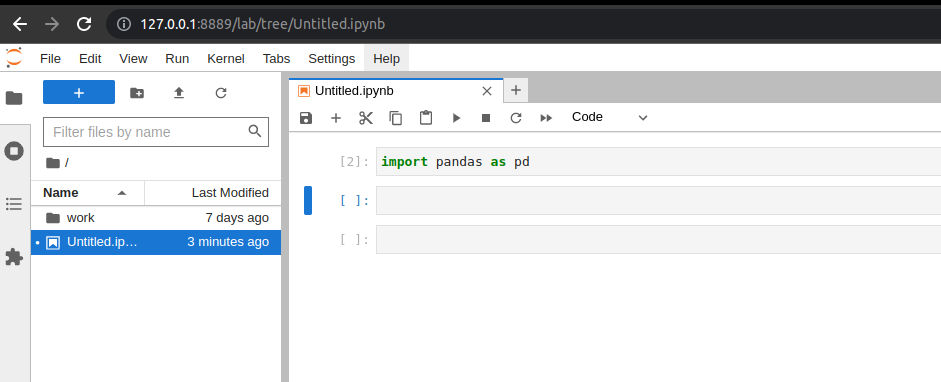 127.0.0.1:8889/lab/tree/Untitled.ipynb
File Edit View Run Kernel Tabs Settings Help
+
Filter files by name
/
Name Last Modified
work 7 days ago
Untitled.ip… 3 minutes ago
Untitled.ipynb
Code
[2]: import pandas as pd
[ ]:
[ ]: